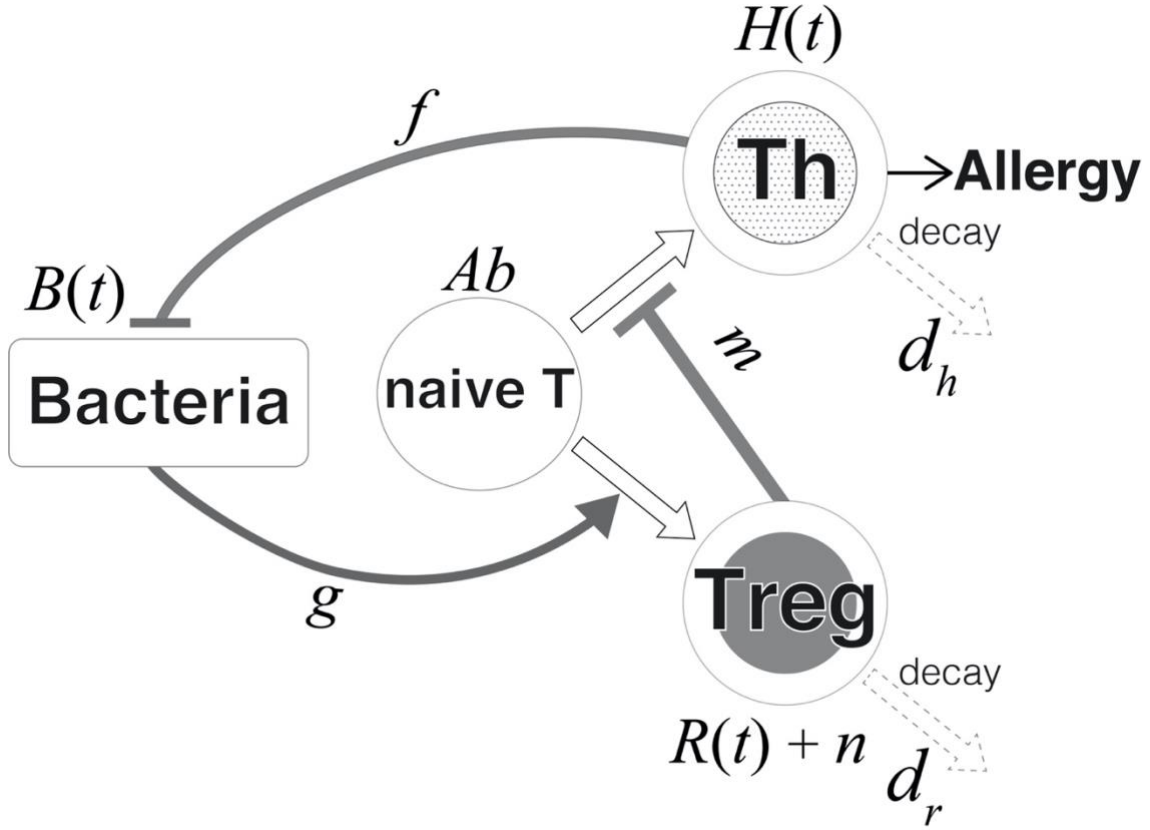 H(t)
f
Th
Allergy
decay
B(t)
Ab
m
d_h
Bacteria
naive T
g
Treg
decay
R(t) + n
d_r